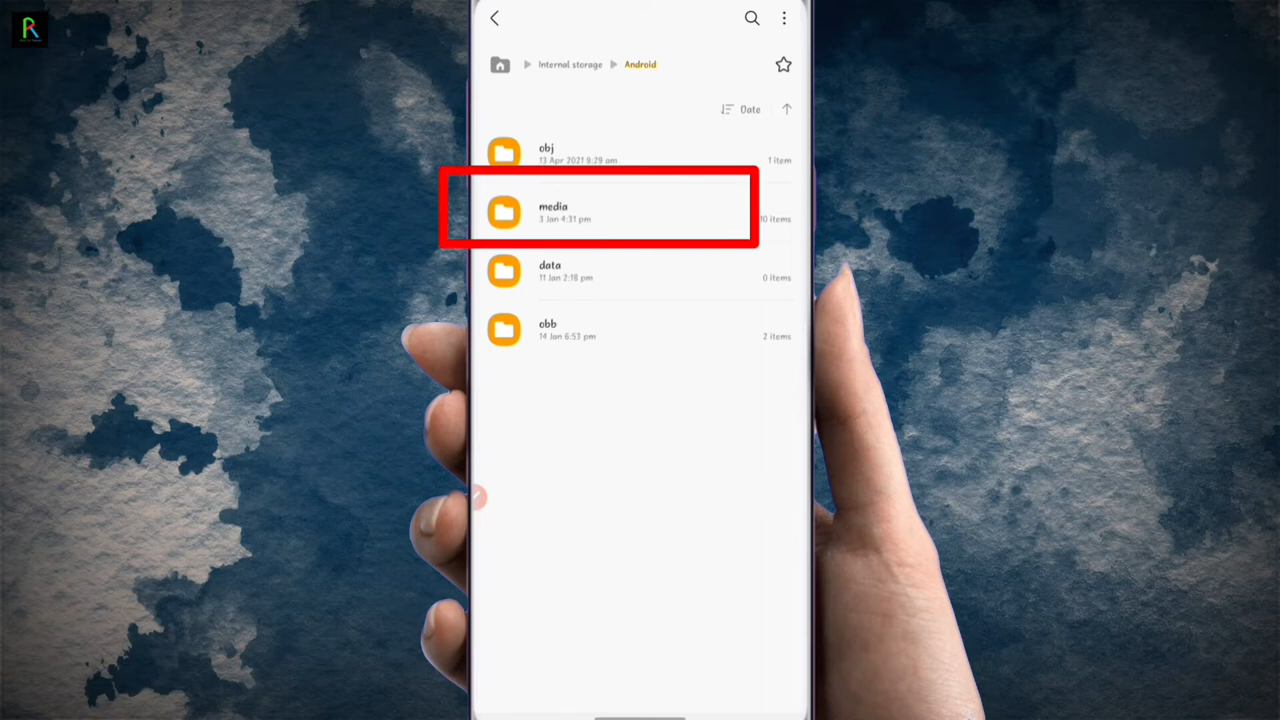 Internal storage Android
Date
obj
13 Apr 2021 9:29 am 1 item
media
3 Jan 4:31 pm 10 items
data
11 Jan 2:18 pm 0 items
obb
14 Jan 6:53 pm 2 items